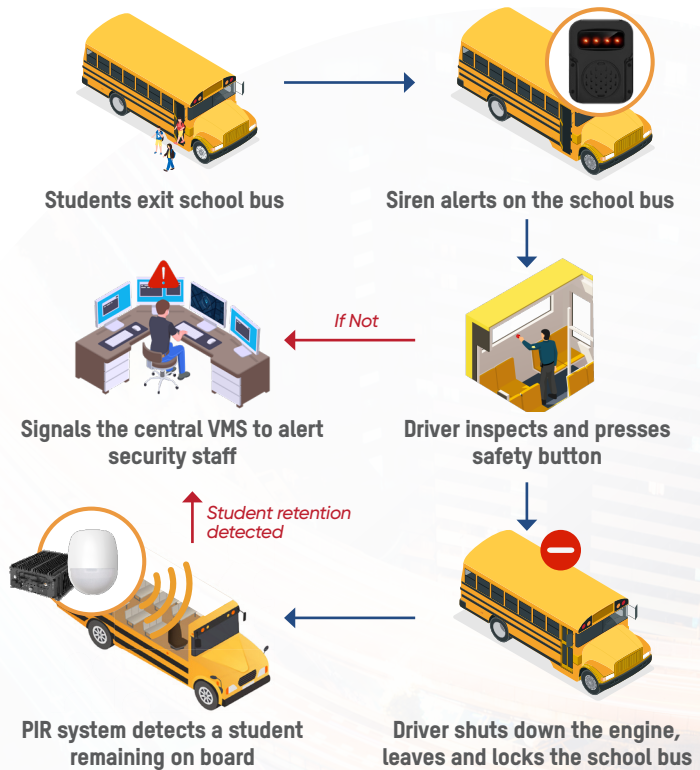 Students exit school bus
Siren alerts on the school bus
If Not
Signals the central VMS to alert
security staff
Driver inspects and presses
safety button
Student retention
detected
PIR system detects a student
remaining on board
Driver shuts down the engine,
leaves and locks the school bus